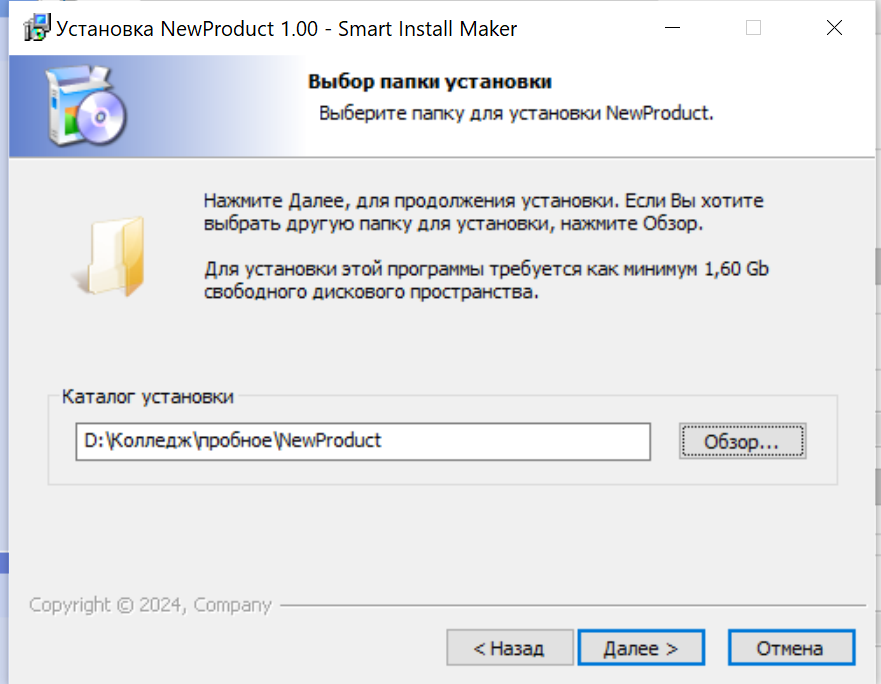 Установка NewProduct 1.00 - Smart Install Maker
Выбор папки установки
Выберите папку для установки NewProduct.
Нажмите Далее, для продолжения установки. Если Вы хотите
выбрать другую папку для установки, нажмите Обзор.
Для установки этой программы требуется как минимум 1,60 Gb
свободного дискового пространства.
Каталог установки
D:\Колледж\пробное\NewProduct
Обзор...
Copyright © 2024, Company
< Назад
Далее >
Отмена